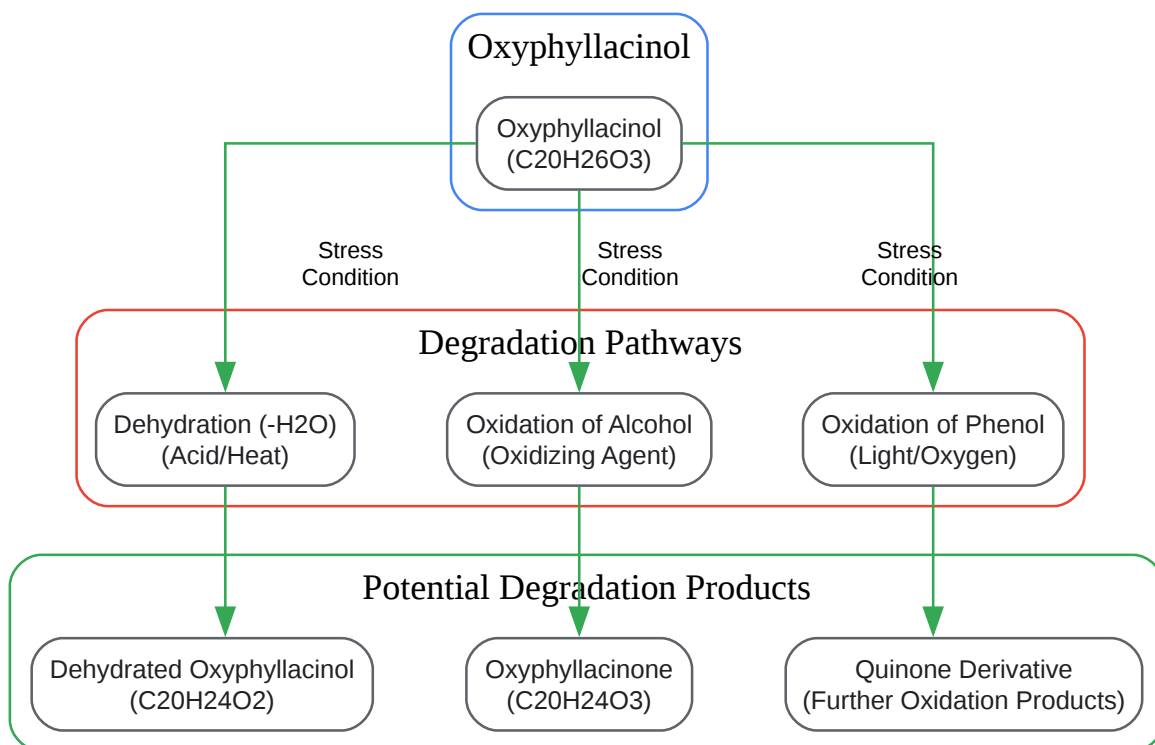 Oxyphyllacinol
Oxyphyllacinol
(C20H26O3)
Stress
Condition
Stress
Condition
Stress
Condition
Degradation Pathways
Dehydration (-H2O)
(Acid/Heat)
Oxidation of Alcohol
(Oxidizing Agent)
Oxidation of Phenol
(Light/Oxygen)
Potential Degradation Products
Dehydrated Oxyphyllacinol
(C20H24O2)
Oxyphyllacinone
(C20H24O3)
Quinone Derivative
(Further Oxidation Products)